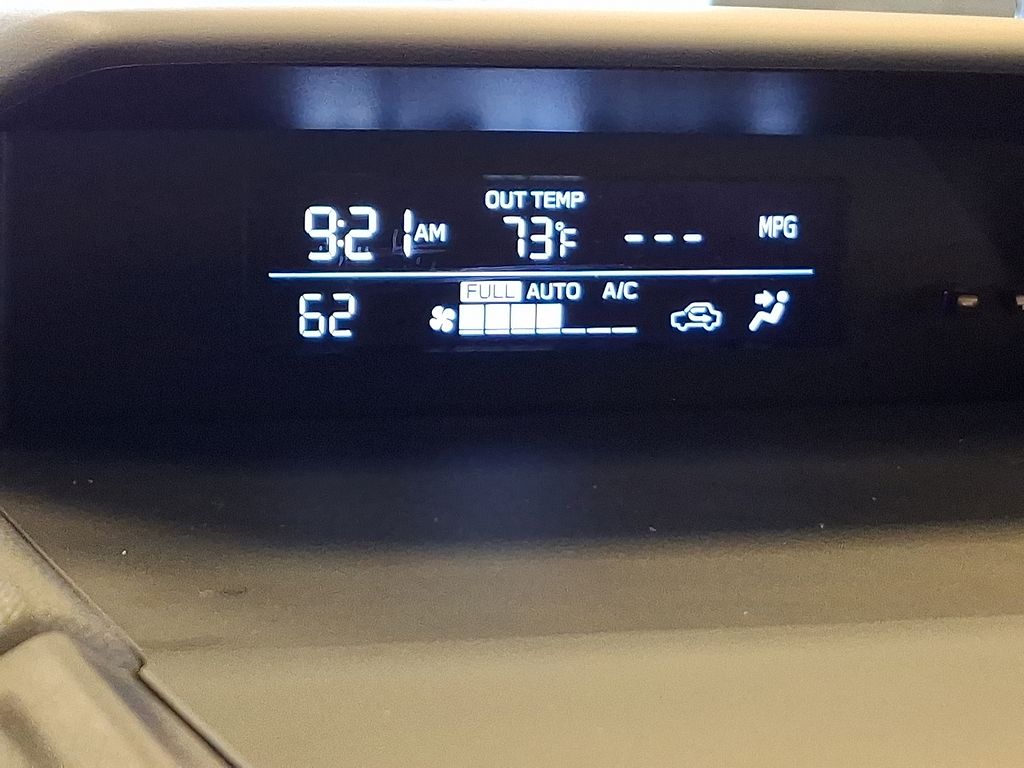 OUT TEMP
9:21 AM 73°F --- MPG
FULL AUTO A/C
62